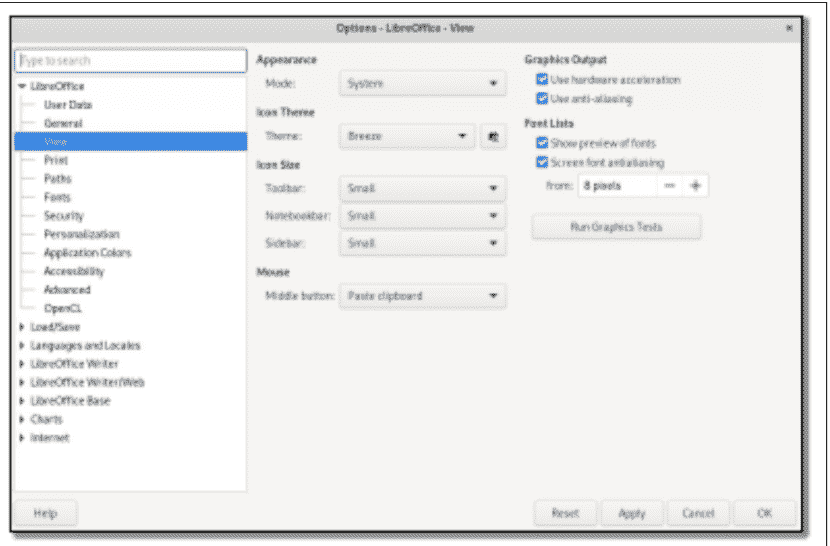 Options - LibreOffice - View
Type to search
LibreOffice
User Data
General
View
Print
Paths
Fonts
Security
Personalization
Application Colors
Accessibility
Advanced
OpenCL
Load/Save
Languages and Locales
LibreOffice Writer
LibreOffice Writer/Web
LibreOffice Base
Charts
Internet
Appearance
Mode: System
Icon Theme
Theme: Breeze
Icon Size
Toolbar: Small
Notebookbar: Small
Sidebar: Small
Mouse
Middle button: Paste clipboard
Graphics Output
Use hardware acceleration
Use anti-aliasing
Font Lists
Show preview of fonts
Screen font antialiasing
from: 8 pixels
Run Graphics Tests
Help
Reset Apply Cancel OK